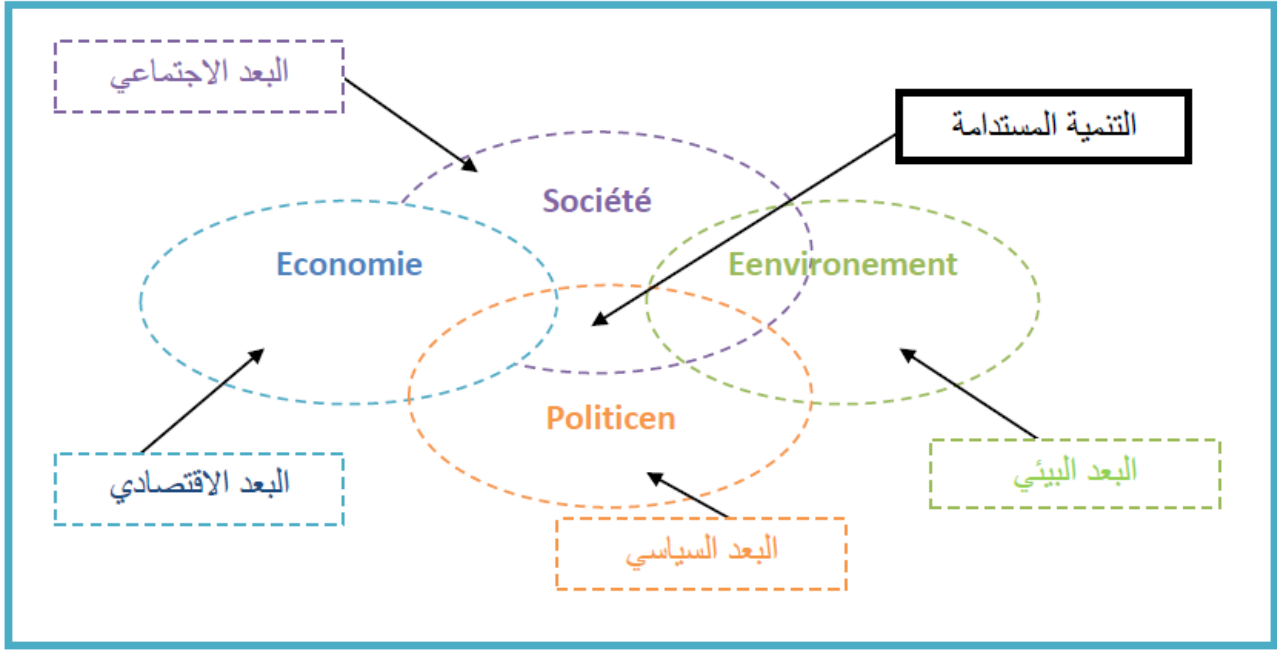 البعد الاجتماعي
التنمية المستدامة
Société
Economie
Eenvironement
Politicen
البعد الاقتصادي
البعد البيئي
البعد السياسي